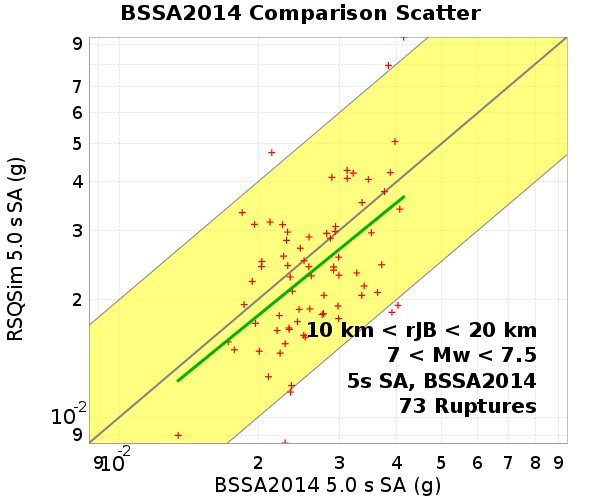 BSSA2014 Comparison Scatter
RSQSim 5.0 s SA (g)
9
7
6
5
4
3
2
10-2
9
10 km < rJB < 20 km
7 < Mw < 7.5
5s SA, BSSA2014
73 Ruptures
9 10-2 2 3 4 5 6 7 8 9
BSSA2014 5.0 s SA (g)